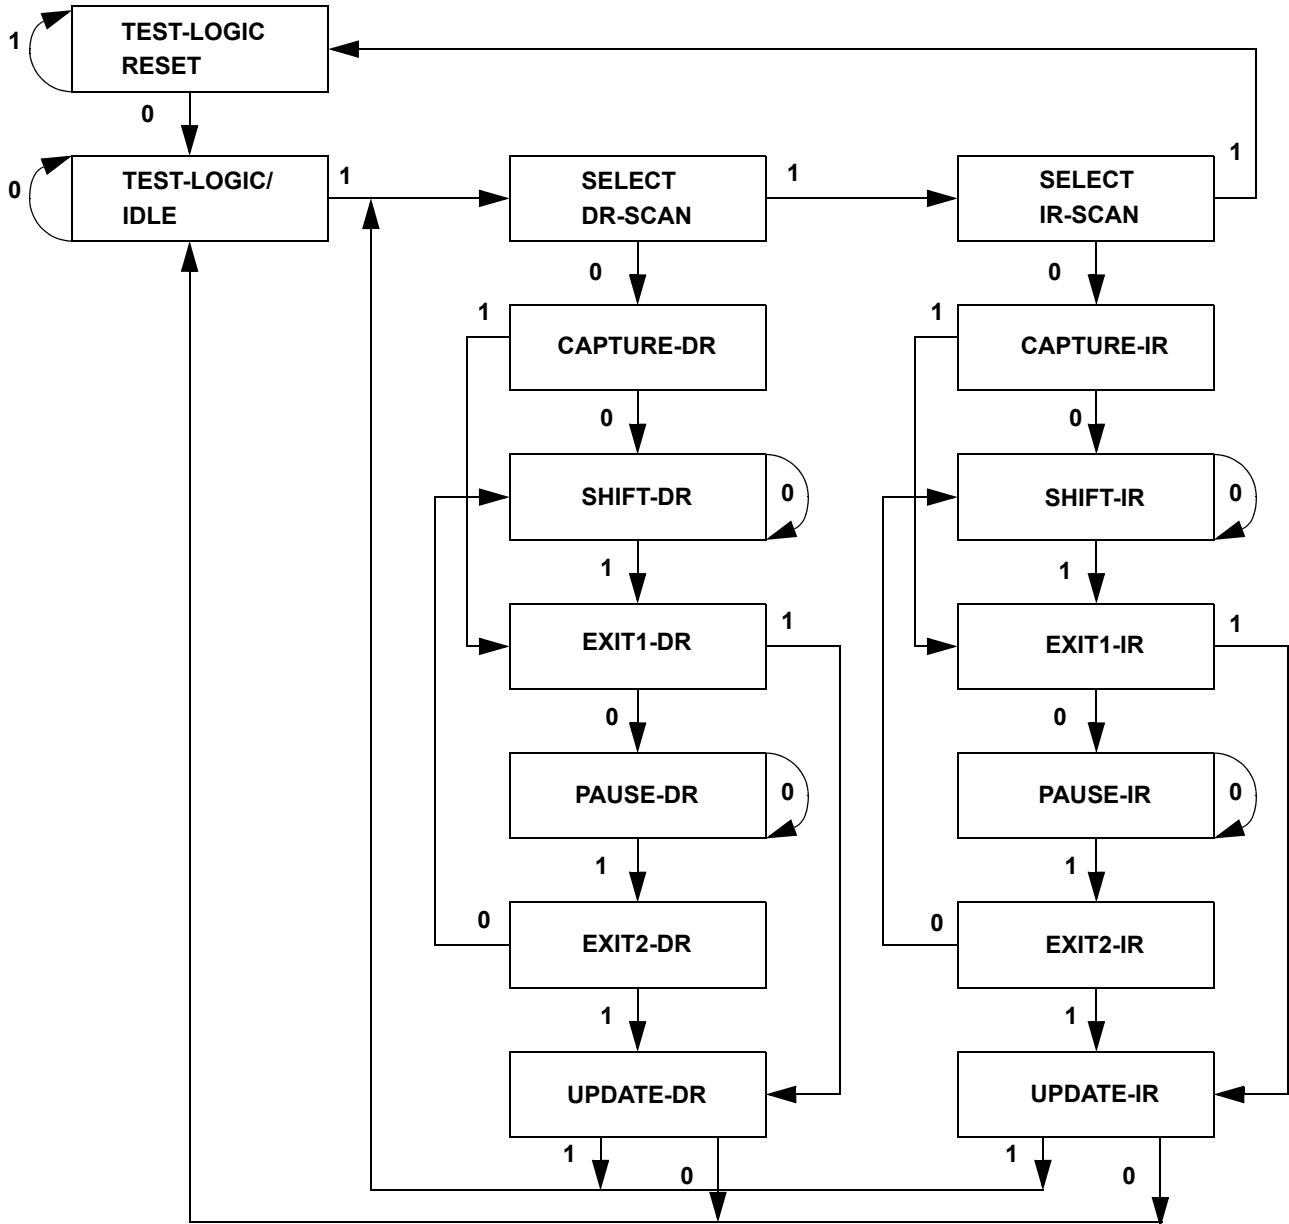 TEST-LOGIC
RESET
1
0
TEST-LOGIC/
IDLE
0
1
SELECT
DR-SCAN
1
SELECT
IR-SCAN
1
0
0
1
CAPTURE-DR
1
CAPTURE-IR
0
0
SHIFT-DR
0
SHIFT-IR
0
1
1
EXIT1-DR
1
EXIT1-IR
1
0
0
PAUSE-DR
0
PAUSE-IR
0
1
1
0
EXIT2-DR
0
EXIT2-IR
1
1
UPDATE-DR
UPDATE-IR
1
0
1
0